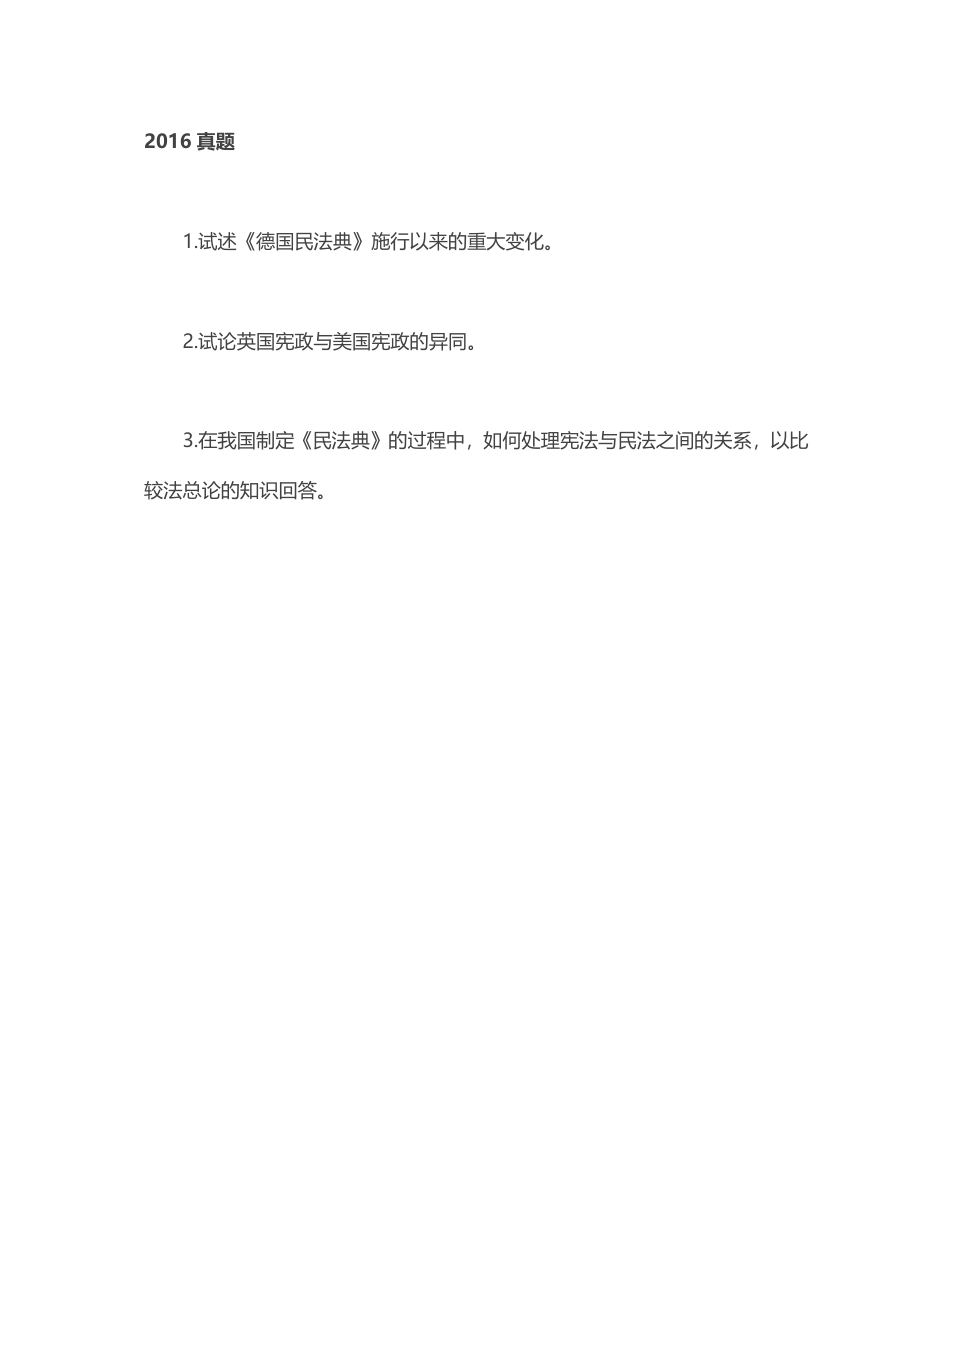 2016 真题
1.试述《德国民法典》施行以来的重大变化。
2.试论英国宪政与美国宪政的异同。
3.在我国制定《民法典》的过程中，如何处理宪法与民法之间的关系，以比
较法总论的知识回答。